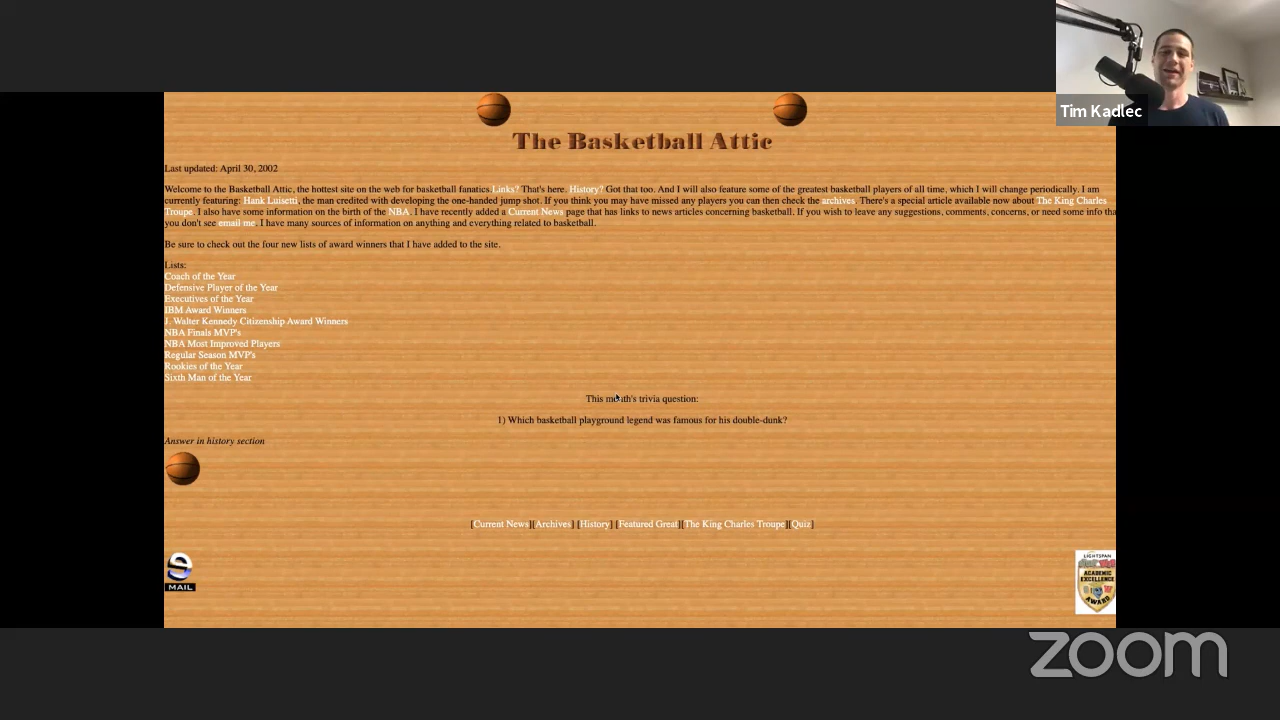 Tim Kadlec
The Basketball Attic
Last updated: April 30, 2002
Welcome to the Basketball Attic, the hottest site on the web for basketball fanatics.Links? That's here. History? Got that too. And I will also feature some of the greatest basketball players of all time, which I will change periodically. I am
currently featuring: Hank Luisetti, the man credited with developing the one-handed jump shot. If you think you may have missed any players you can then check the archives. There's a special article available now about The King Charles
Troupe. I also have some information on the birth of the NBA. I have recently added a Current News page that has links to news articles concerning basketball. If you wish to leave any suggestions, comments, concerns, or need some info tha
you don't see email me. I have many sources of information on anything and everything related to basketball.
Be sure to check out the four new lists of award winners that I have added to the site.
Lists:
Coach of the Year
Defensive Player of the Year
Executives of the Year
IBM Award Winners
J. Walter Kennedy Citizenship Award Winners
NBA Finals MVP's
NBA Most Improved Players
Regular Season MVP's
Rookies of the Year
Sixth Man of the Year
This month's trivia question:
1) Which basketball playground legend was famous for his double-dunk?
Answer in history section
[Current News][Archives] [History] [Featured Great][The King Charles Troupe][Quiz]
MAIL
LIGHTSPAN
ACADEMIC
EXCELLENCE
AWARD
zoom